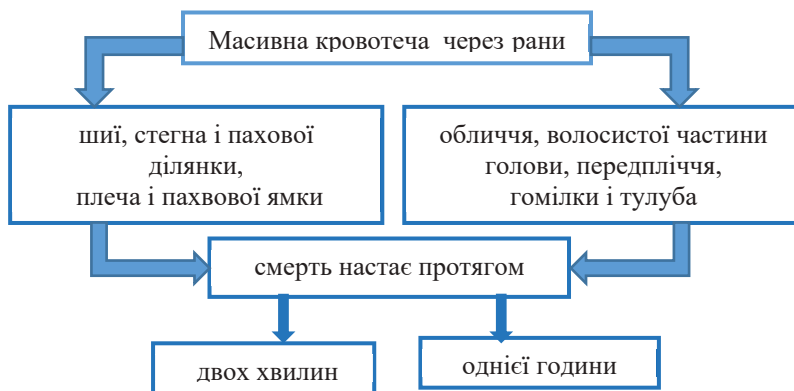 Масивна кровотеча через рани
шиї, стегна і пахової
ділянки,
плеча і пахвової ямки
обличчя, волосистої частини
голови, передпліччя,
гомілки і тулуба
смерть настає протягом
двох хвилин
однієї години